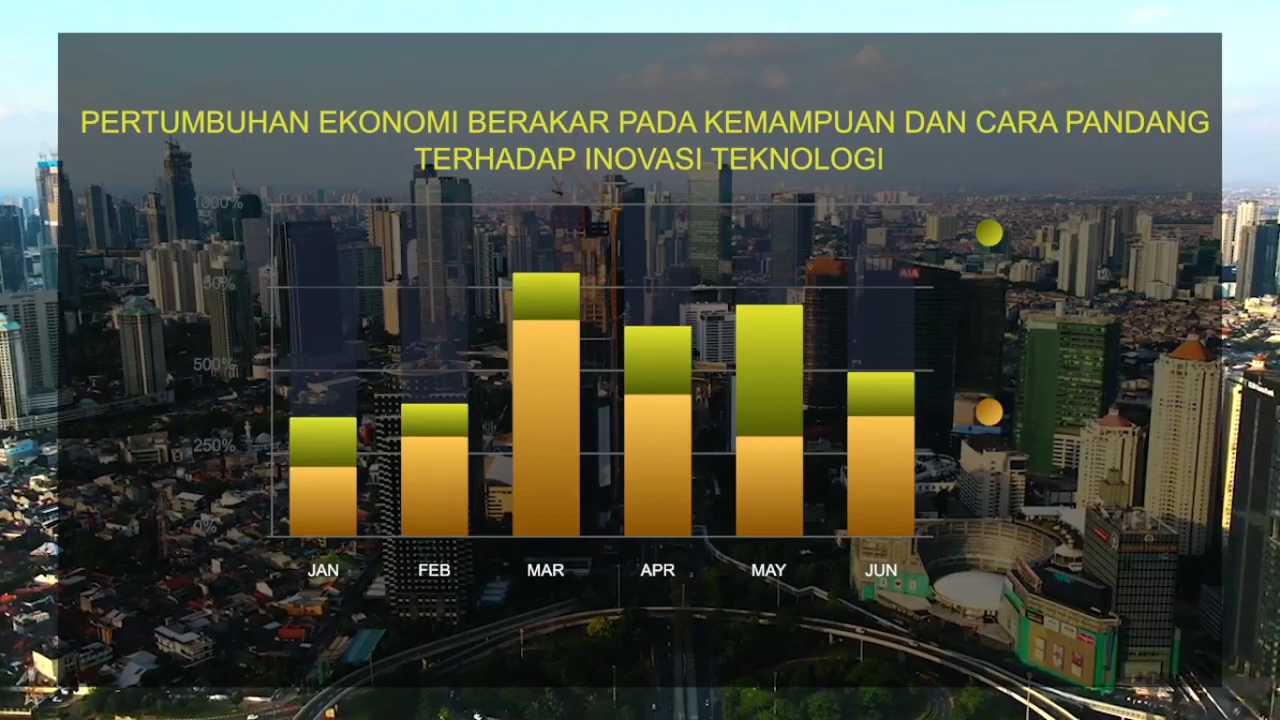 PERTUMBUHAN EKONOMI BERAKAR PADA KEMAMPUAN DAN CARA PANDANG
TERHADAP INOVASI TEKNOLOGI
1000%
500%
250%
0%
AIA
JAN FEB MAR APR MAY JUN